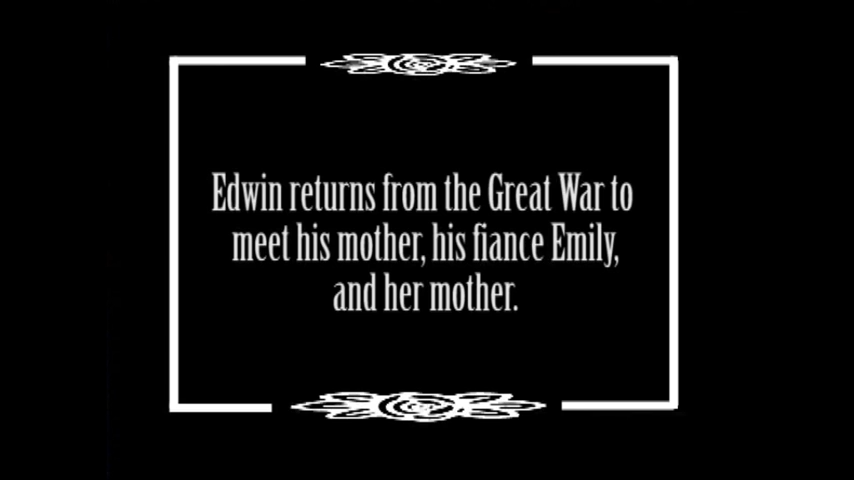 Edwin returns from the Great War to
meet his mother, his fiance Emily,
and her mother.